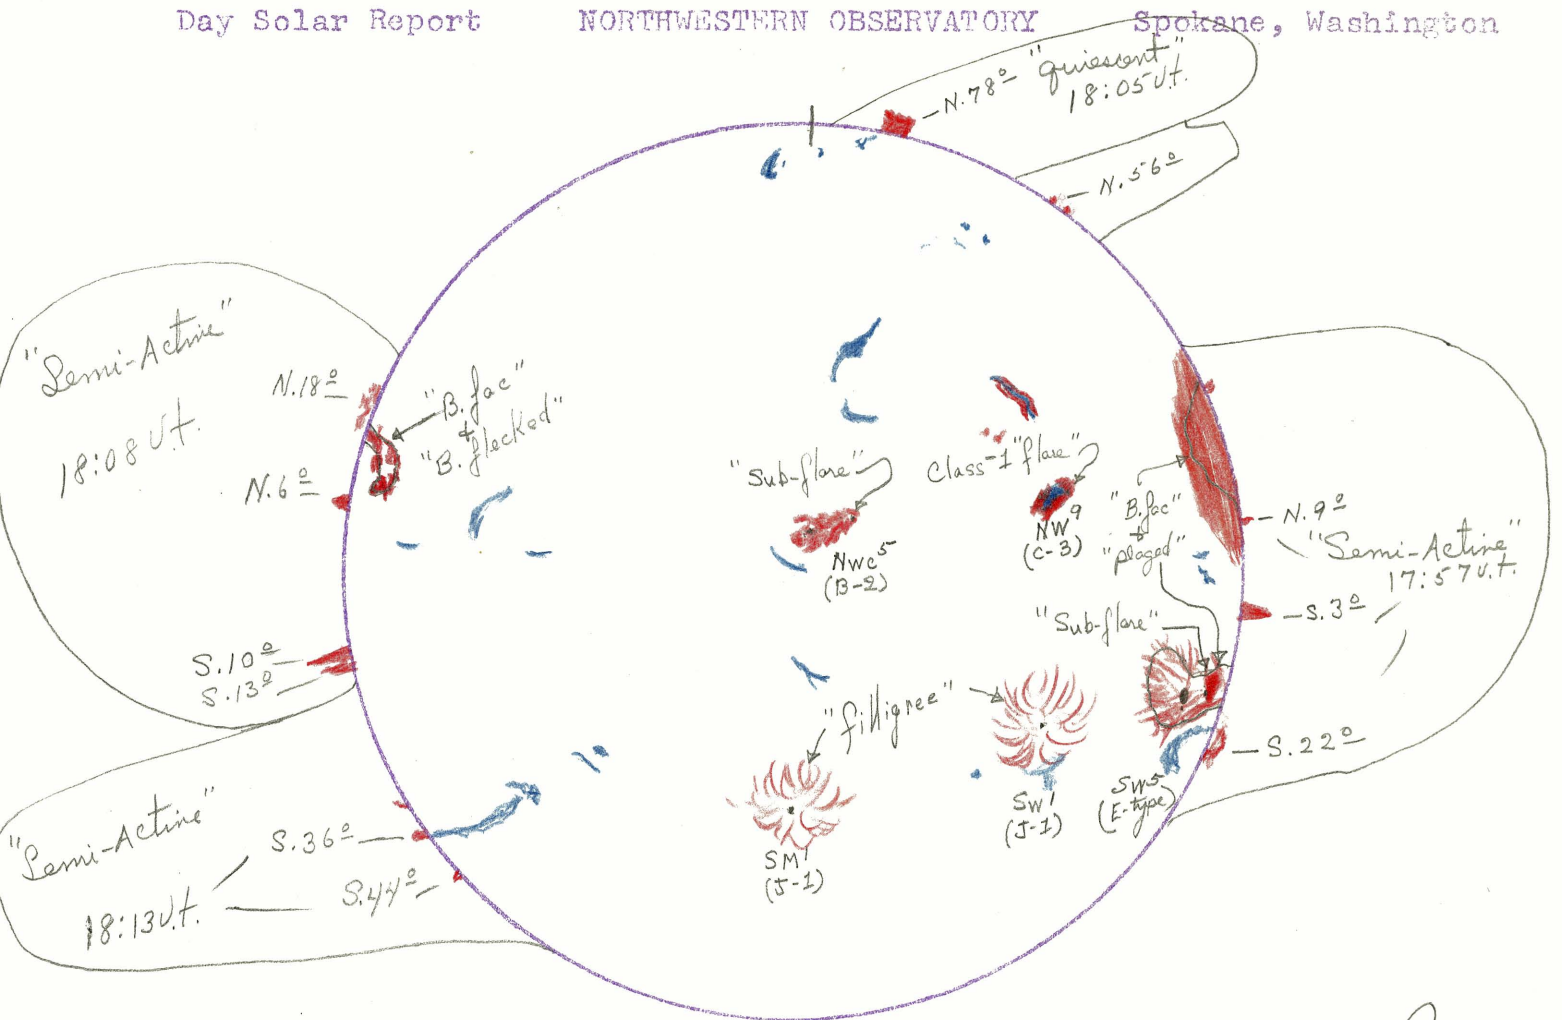 Day Solar Report NORTHWESTERN OBSERVATORY Spokane, Washington
N.78° "quiescent"
18:05 U.t.
N.56°
"Semi-Active"
18:08 U.t.
N.18°
N.6°
"B.fac"
&
"B.flecked"
S.10°
S.13°
"Sub-flare"
NWC5
(B-2)
Class-1 "flare"
NW9
(C-3)
"B.fac"
+
"plaged"
N.9°
"Semi-Active"
17:57 U.t.
S.3°
"Sub-flare"
S.22°
SW5
(E-type)
"filligree"
SW1
(J-1)
SM1
(J-1)
"Semi-Active"
18:13 U.t.
S.36°
S.44°